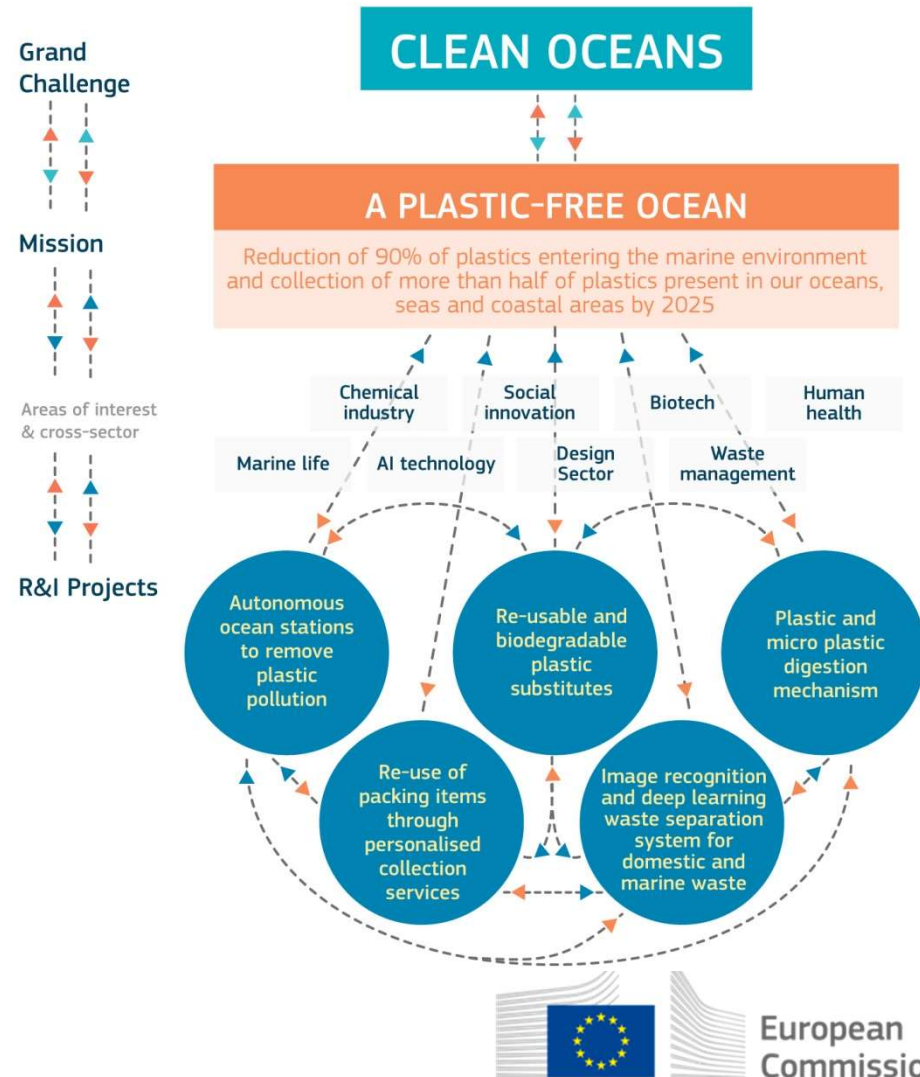 Grand
Challenge
CLEAN OCEANS
Mission
A PLASTIC-FREE OCEAN
Reduction of 90% of plastics entering the marine environment
and collection of more than half of plastics present in our oceans,
seas and coastal areas by 2025
Areas of interest
& cross-sector
Chemical
industry
Social
innovation
Biotech
Human
health
Marine life
AI technology
Design
Sector
Waste
management
R&I Projects
Autonomous
ocean stations
to remove
plastic
pollution
Re-usable and
biodegradable
plastic
substitutes
Plastic and
micro plastic
digestion
mechanism
Re-use of
packing items
through
personalised
collection
services
Image recognition
and deep learning
waste separation
system for
domestic and
marine waste
European
Commissio